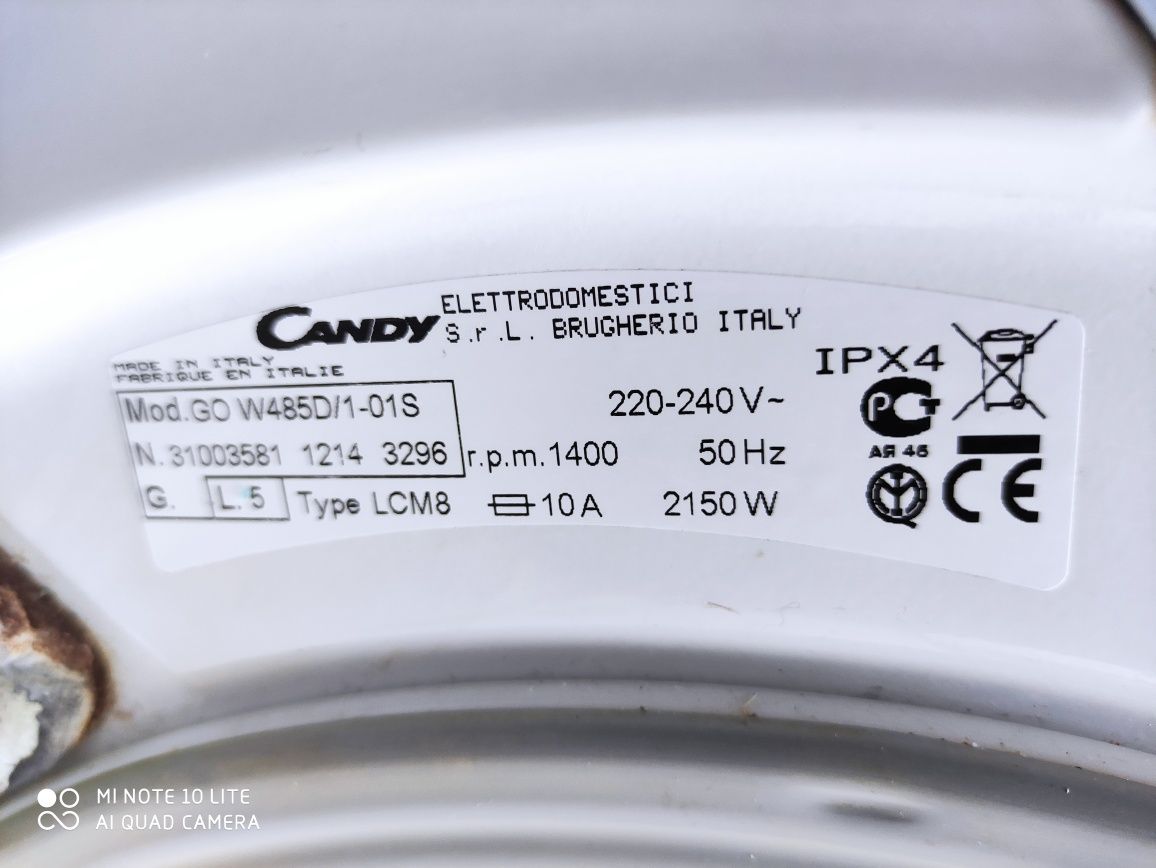 CANDY ELETTRODOMESTICI
S.r.L. BRUGHERIO ITALY
MADE IN ITALY
FABRIQUE EN ITALIE
IPX4
Mod.GO W485D/1-01S 220-240V~
N.31003581 1214 3296 r.p.m.1400 50Hz
АЯ 46
G. L.5 Type LCM8 10A 2150W
CE
MI NOTE 10 LITE
AI QUAD CAMERA